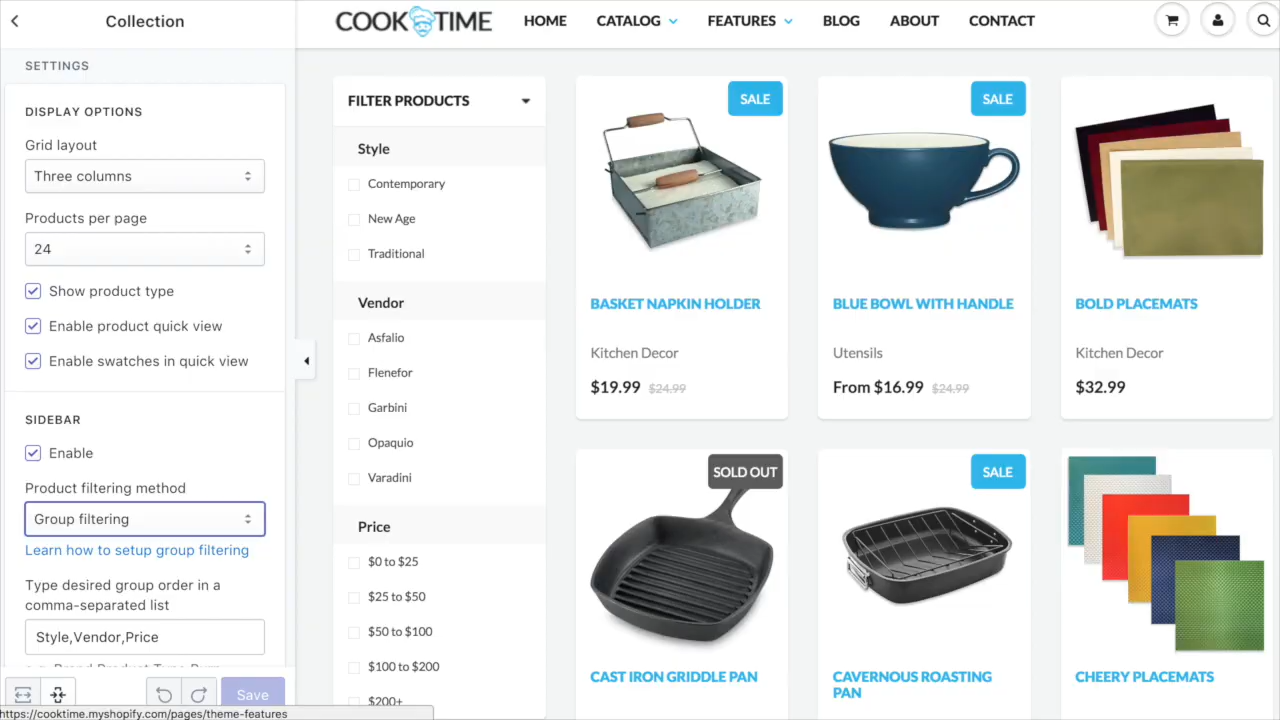 Collection
SETTINGS
DISPLAY OPTIONS
Grid layout
Three columns
Products per page
24
Show product type
Enable product quick view
Enable swatches in quick view
SIDEBAR
Enable
Product filtering method
Group filtering
Learn how to setup group filtering
Type desired group order in a
comma-separated list
Style,Vendor,Price
Save
https://cooktime.myshopify.com/pages/theme-features
COOK TIME
HOME
CATALOG
FEATURES
BLOG
ABOUT
CONTACT
FILTER PRODUCTS
Style
Contemporary
New Age
Traditional
Vendor
Asfalio
Flenefor
Garbini
Opaquio
Varadini
Price
$0 to $25
$25 to $50
$50 to $100
$100 to $200
$200+
SALE
BASKET NAPKIN HOLDER
Kitchen Decor
$19.99 $24.99
SALE
BLUE BOWL WITH HANDLE
Utensils
From $16.99 $24.99
BOLD PLACEMATS
Kitchen Decor
$32.99
SOLD OUT
CAST IRON GRIDDLE PAN
SALE
CAVERNOUS ROASTING
PAN
CHEERY PLACEMATS